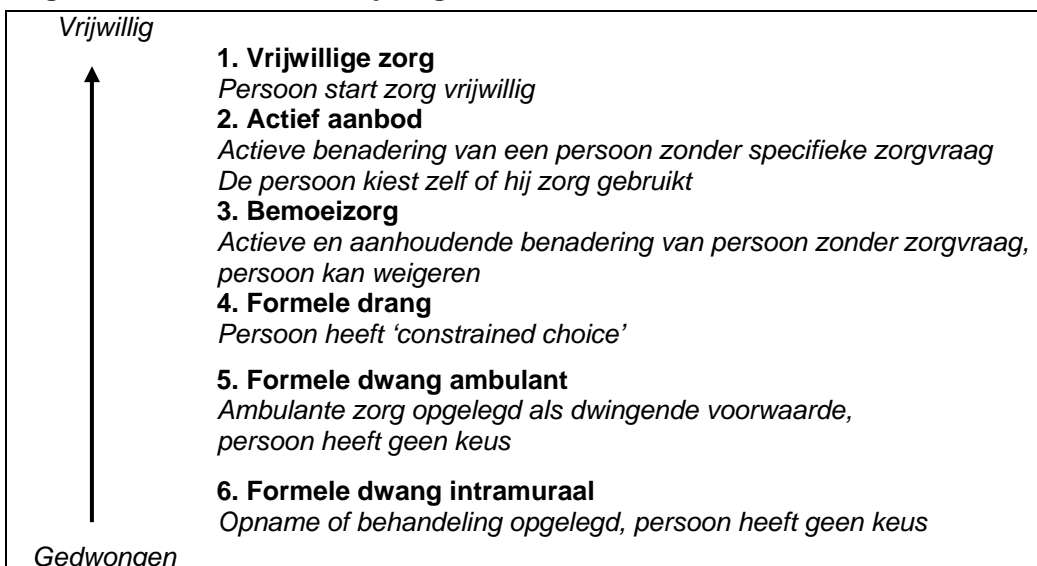 Vrijwillig
1. Vrijwillige zorg
Persoon start zorg vrijwillig
2. Actief aanbod
Actieve benadering van een persoon zonder specifieke zorgvraag
De persoon kiest zelf of hij zorg gebruikt
3. Bemoeizorg
Actieve en aanhoudende benadering van persoon zonder zorgvraag,
persoon kan weigeren
4. Formele drang
Persoon heeft ‘constrained choice’
5. Formele dwang ambulant
Ambulante zorg opgelegd als dwingende voorwaarde,
persoon heeft geen keus
6. Formele dwang intramuraal
Opname of behandeling opgelegd, persoon heeft geen keus
Gedwongen